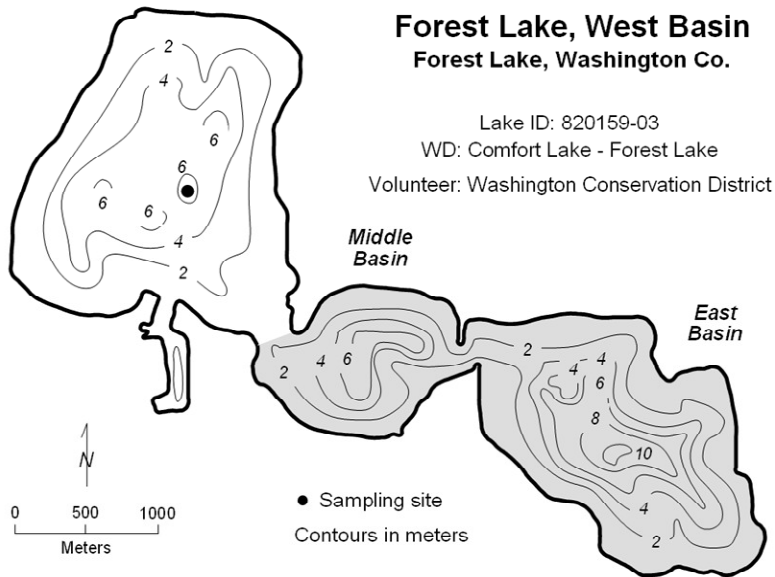 Forest Lake, West Basin
Forest Lake, Washington Co.
Lake ID: 820159-03
WD: Comfort Lake - Forest Lake
Volunteer: Washington Conservation District
2
4
6
6
6
6
4
2
Middle
Basin
East
Basin
2
4
6
2
4
4
6
8
10
4
2
N
0 500 1000
Meters
Sampling site
Contours in meters